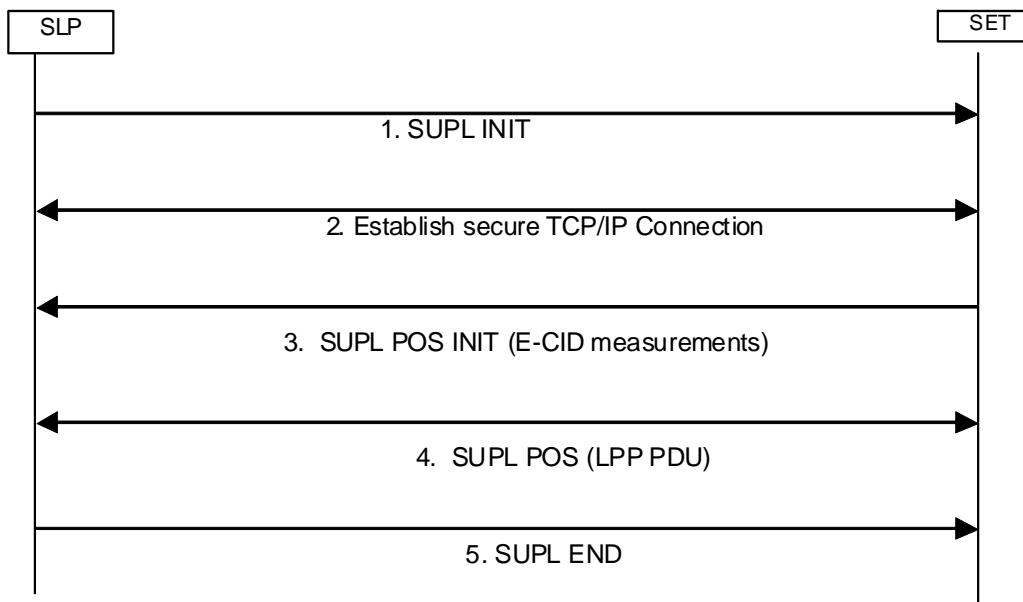 SLP
SET
1. SUPL INIT
2. Establish secure TCP/IP Connection
3. SUPL POS INIT (E-CID measurements)
4. SUPL POS (LPP PDU)
5. SUPL END